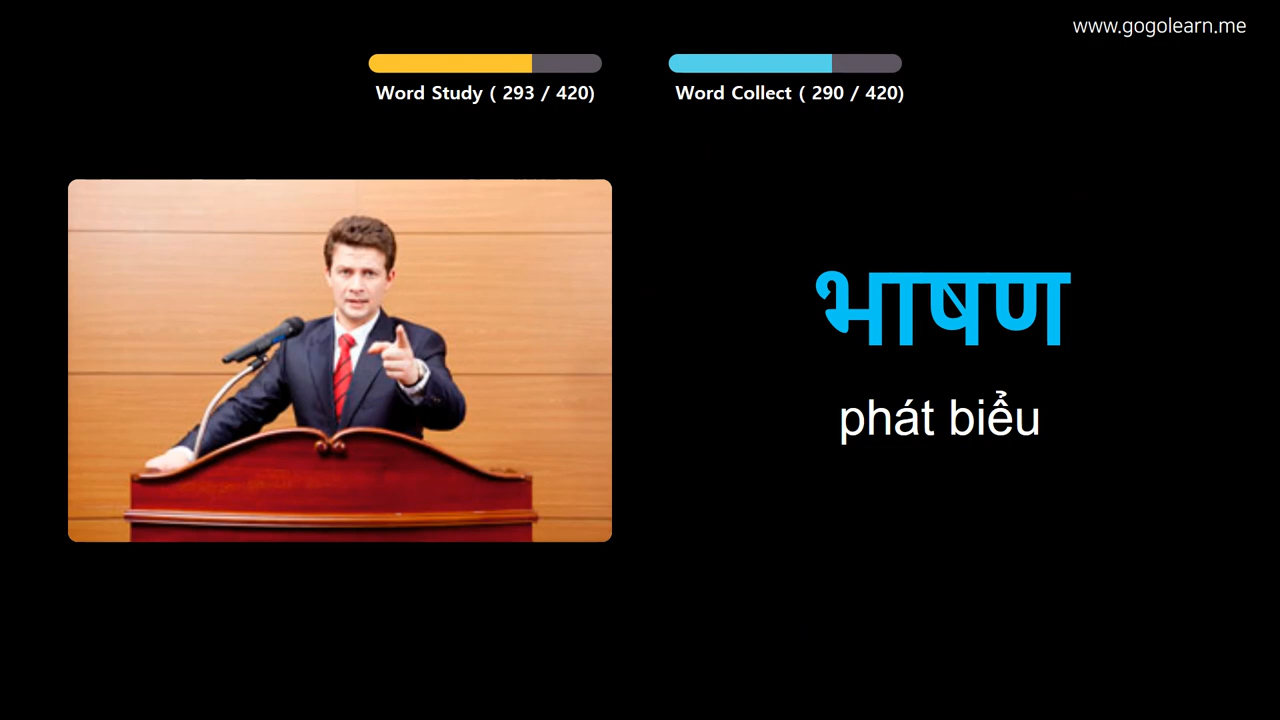 www.gogolearn.me
Word Study ( 293 / 420)
Word Collect ( 290 / 420)
भाषण
phát biểu